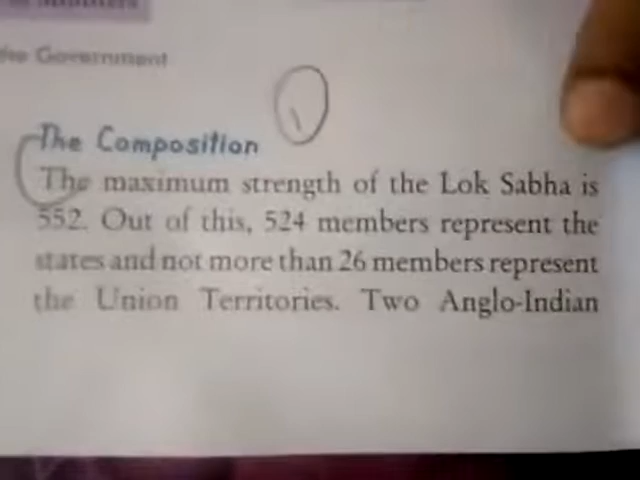 the Government
The Composition
The maximum strength of the Lok Sabha is
552. Out of this, 524 members represent the
states and not more than 26 members represent
the Union Territories. Two Anglo-Indian